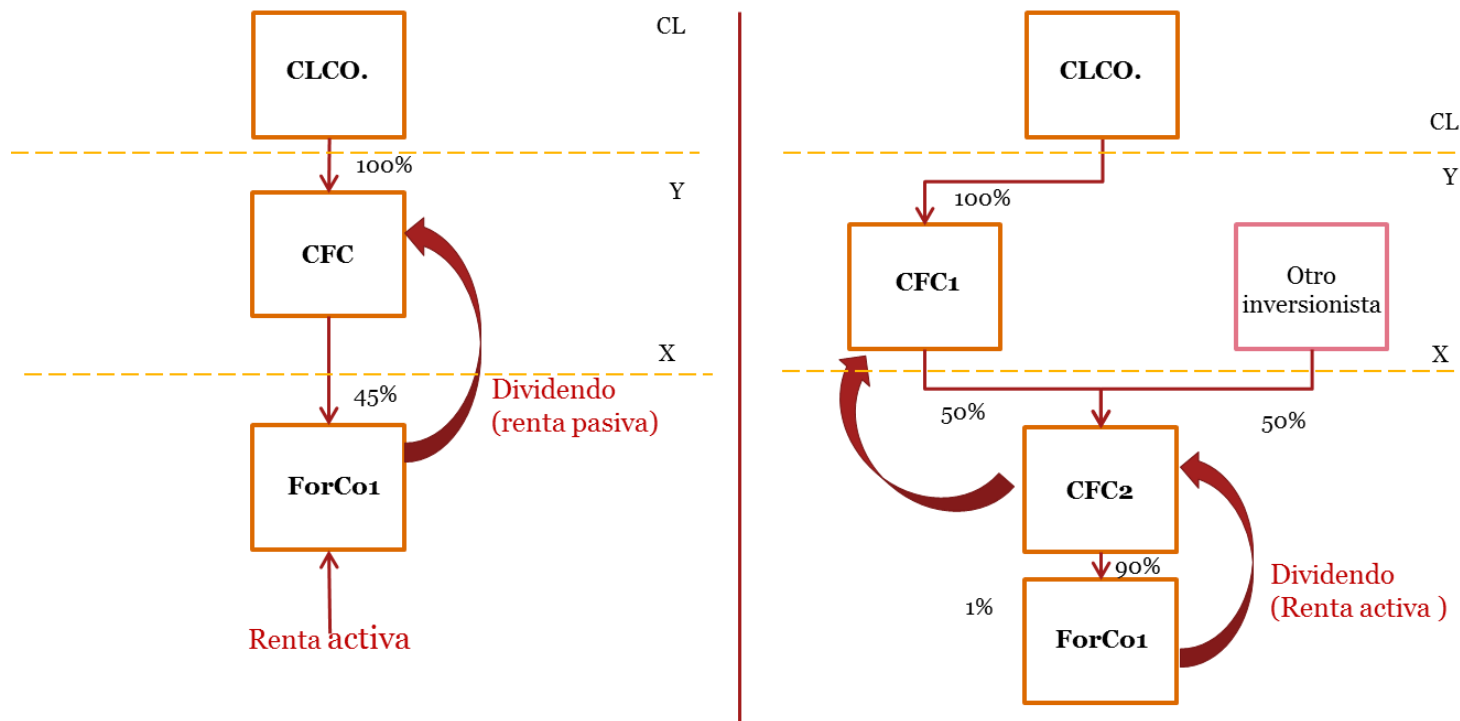 CL
CLCO.
100%
Y
CFC
X
45%
Dividendo
(renta pasiva)
ForCo1
Renta activa
CLCO.
CL
Y
100%
CFC1
Otro
inversionista
X
50%
50%
CFC2
90%
1%
Dividendo
(Renta activa )
ForCo1